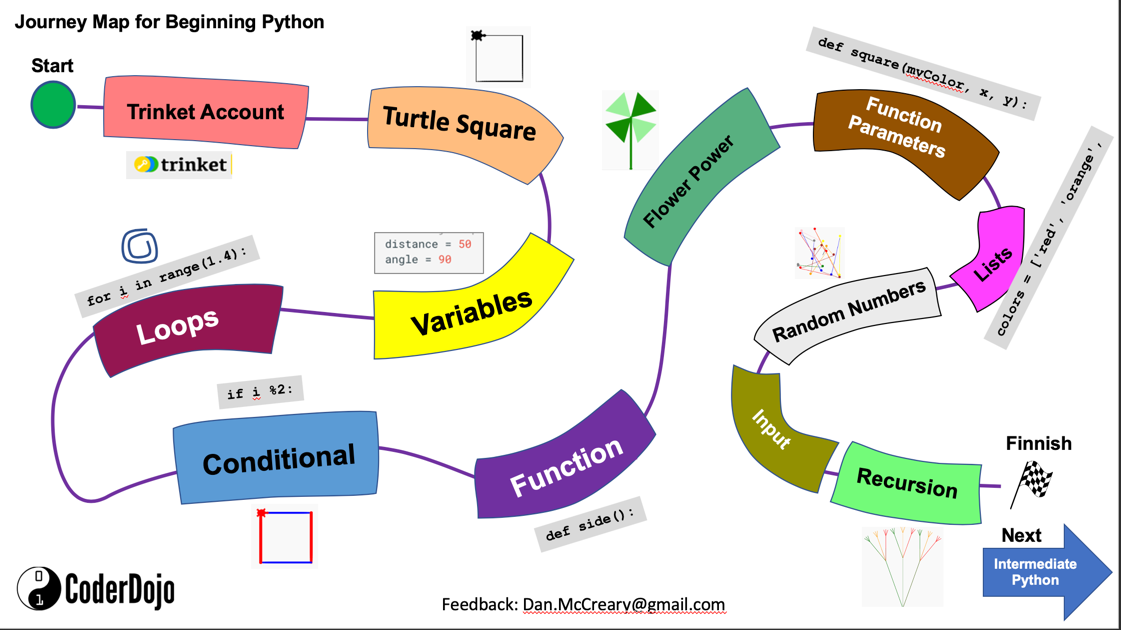 Journey Map for Beginning Python
Start
Trinket Account
trinket
Turtle Square
distance = 50
angle = 90
Variables
for i in range(1.4):
Loops
if i %2:
Conditional
Function
def side():
Flower Power
def square(myColor, x, y):
Function
Parameters
Lists
colors = ['red', 'orange',
Random Numbers
Input
Recursion
Finnish
Next
Intermediate
Python
0
1
CoderDojo
Feedback: Dan.McCreary@gmail.com